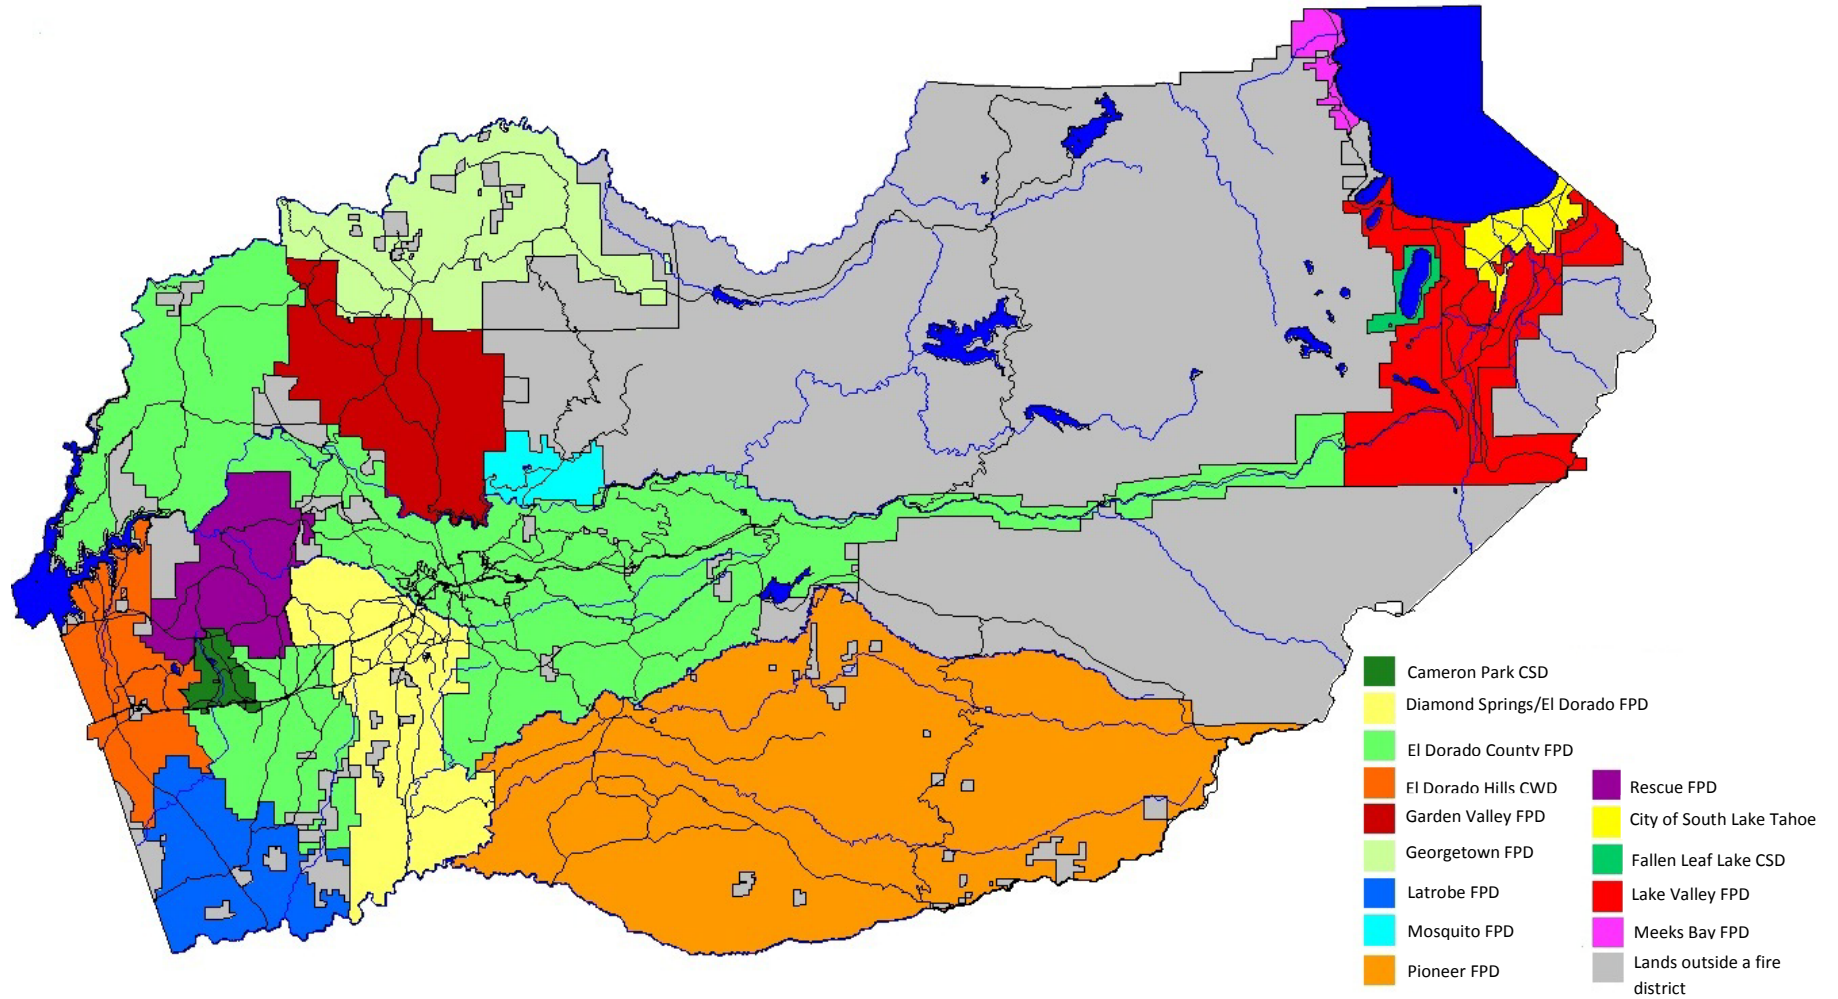 Cameron Park CSD
Diamond Springs/El Dorado FPD
El Dorado County FPD
El Dorado Hills CWD
Garden Valley FPD
Georgetown FPD
Latrobe FPD
Mosquito FPD
Pioneer FPD
Rescue FPD
City of South Lake Tahoe
Fallen Leaf Lake CSD
Lake Valley FPD
Meeks Bay FPD
Lands outside a fire
district